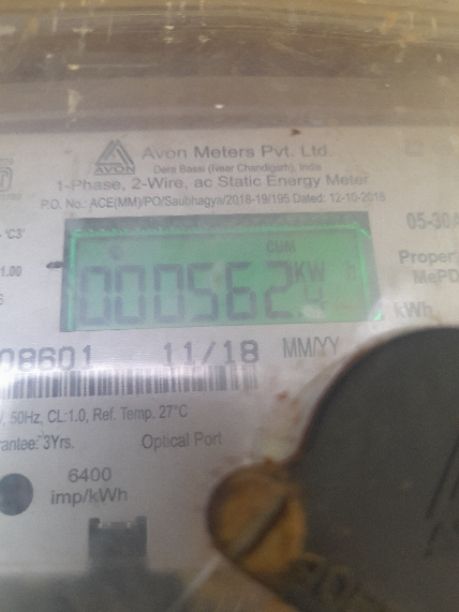 Avon Meters Pvt. Ltd.
AVON
Dera Bassi (Near Chandigarh), India
1-Phase, 2-Wire, ac Static Energy Meter
P.O. No.: ACE(MM)/PO/Saubhagya/2018-19/195 Dated: 12-10-2018
'C3'
05-30A
CUM
000562.4
KW h
1.00
Proper
MePD
kWh
08601 11/18 MM/YY
, 50Hz, CL:1.0, Ref. Temp. 27°C
rantee: 3Yrs. Optical Port
6400
imp/kWh